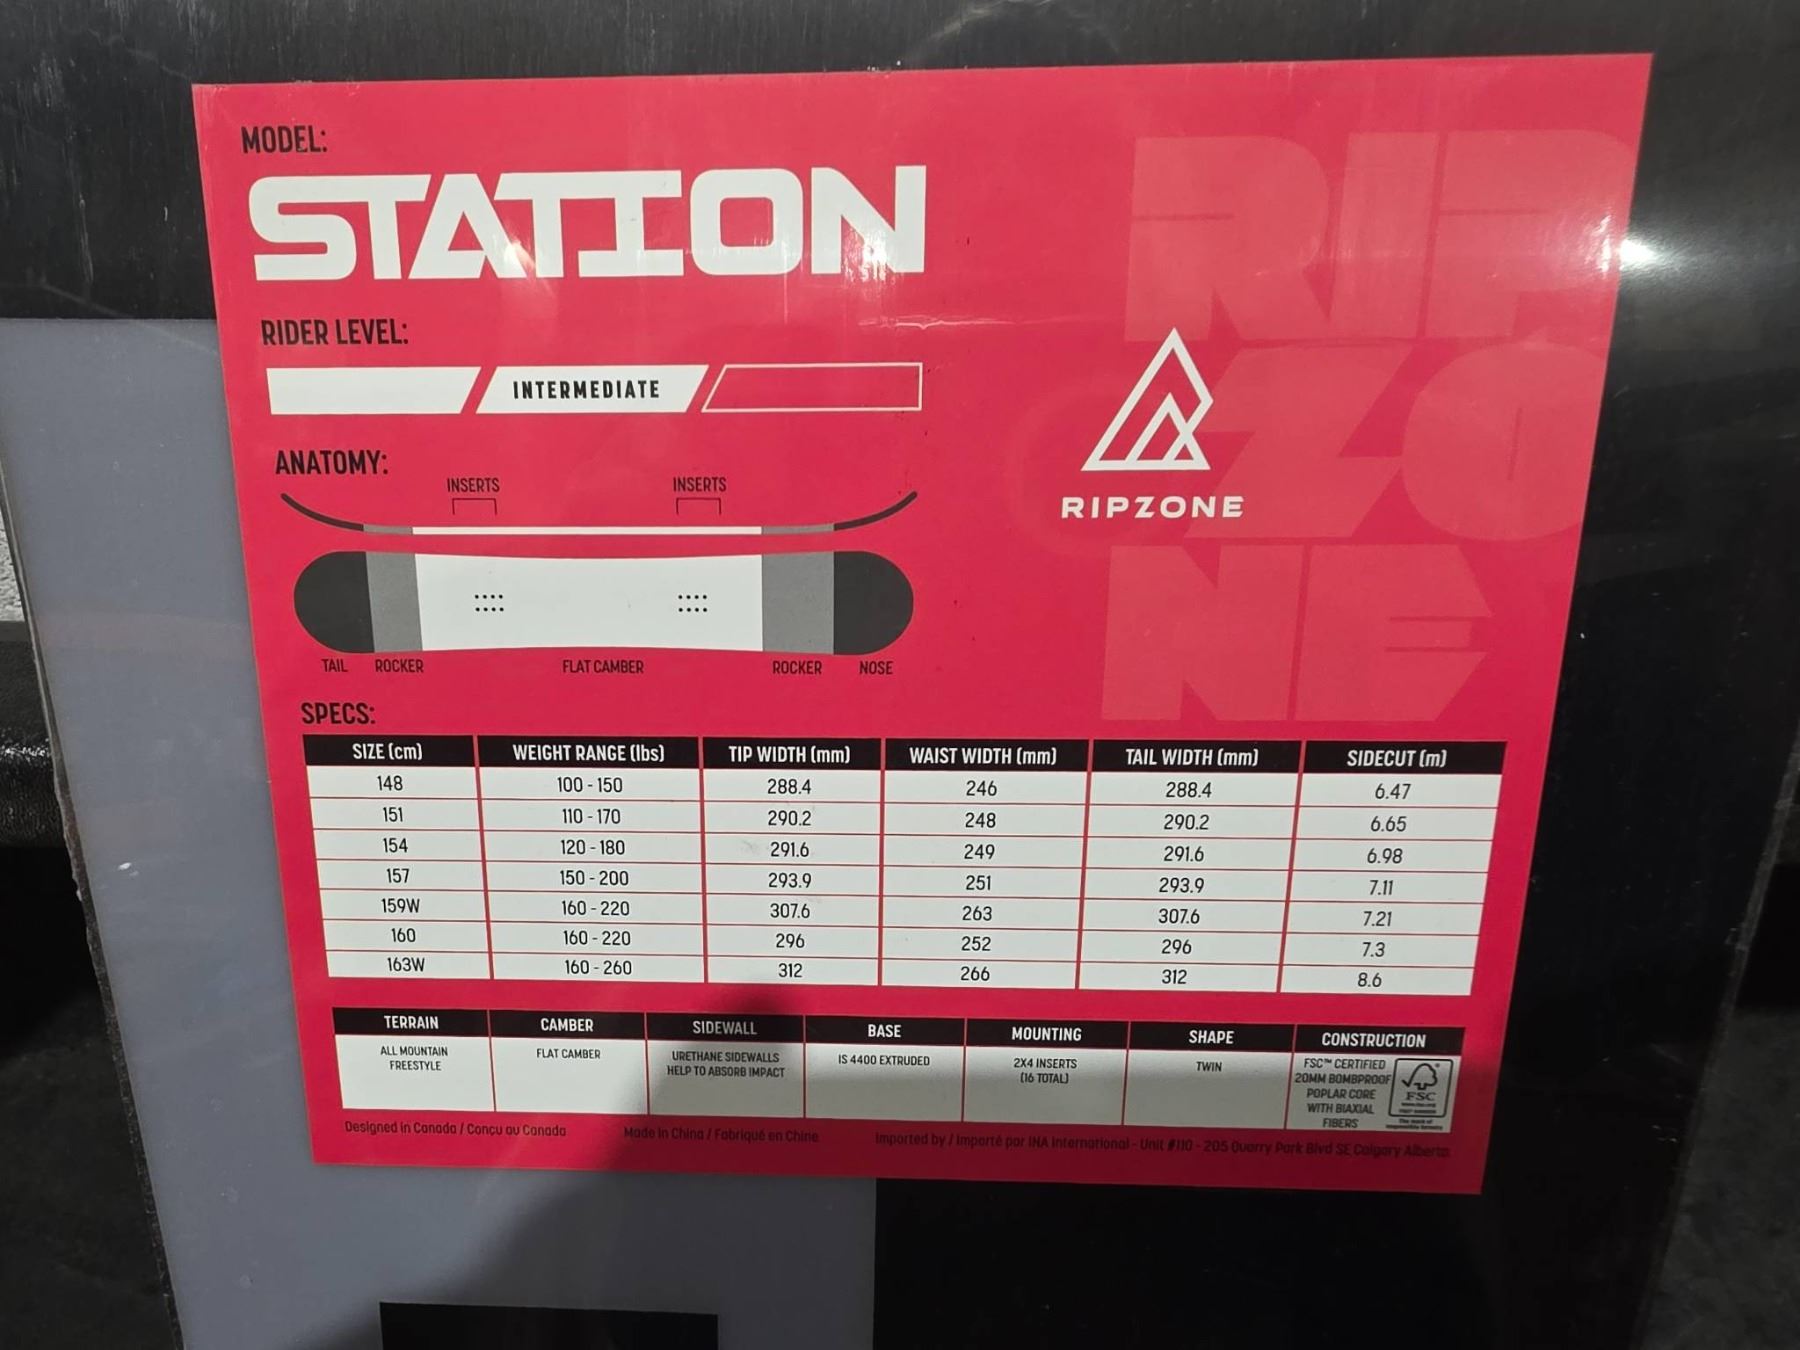 MODEL:
STATION
RIDER LEVEL:
INTERMEDIATE
RIP
ZO
NE
RIPZONE
ANATOMY:
INSERTS INSERTS
TAIL ROCKER FLAT CAMBER ROCKER NOSE
SPECS:
SIZE (cm) WEIGHT RANGE (lbs) TIP WIDTH (mm) WAIST WIDTH (mm) TAIL WIDTH (mm) SIDECUT (m)
148 100 - 150 288.4 246 288.4 6.47
151 110 - 170 290.2 248 290.2 6.65
154 120 - 180 291.6 249 291.6 6.98
157 150 - 200 293.9 251 293.9 7.11
159W 160 - 220 307.6 263 307.6 7.21
160 160 - 220 296 252 296 7.3
163W 160 - 260 312 266 312 8.6
TERRAIN CAMBER SIDEWALL BASE MOUNTING SHAPE CONSTRUCTION
ALL MOUNTAIN
FREESTYLE
FLAT CAMBER
URETHANE SIDEWALLS
HELP TO ABSORB IMPACT
IS 4400 EXTRUDED
2X4 INSERTS
(16 TOTAL)
TWIN
FSC™ CERTIFIED
20MM BOMBPROOF
POPLAR CORE
WITH BIAXIAL
FIBERS
FSC
The mark of
responsible forestry
Designed in Canada / Conçu au Canada Made in China / Fabriqué en Chine Imported by / Importé par INA International - Unit #110 - 205 Quarry Park Blvd SE Calgary Alberta